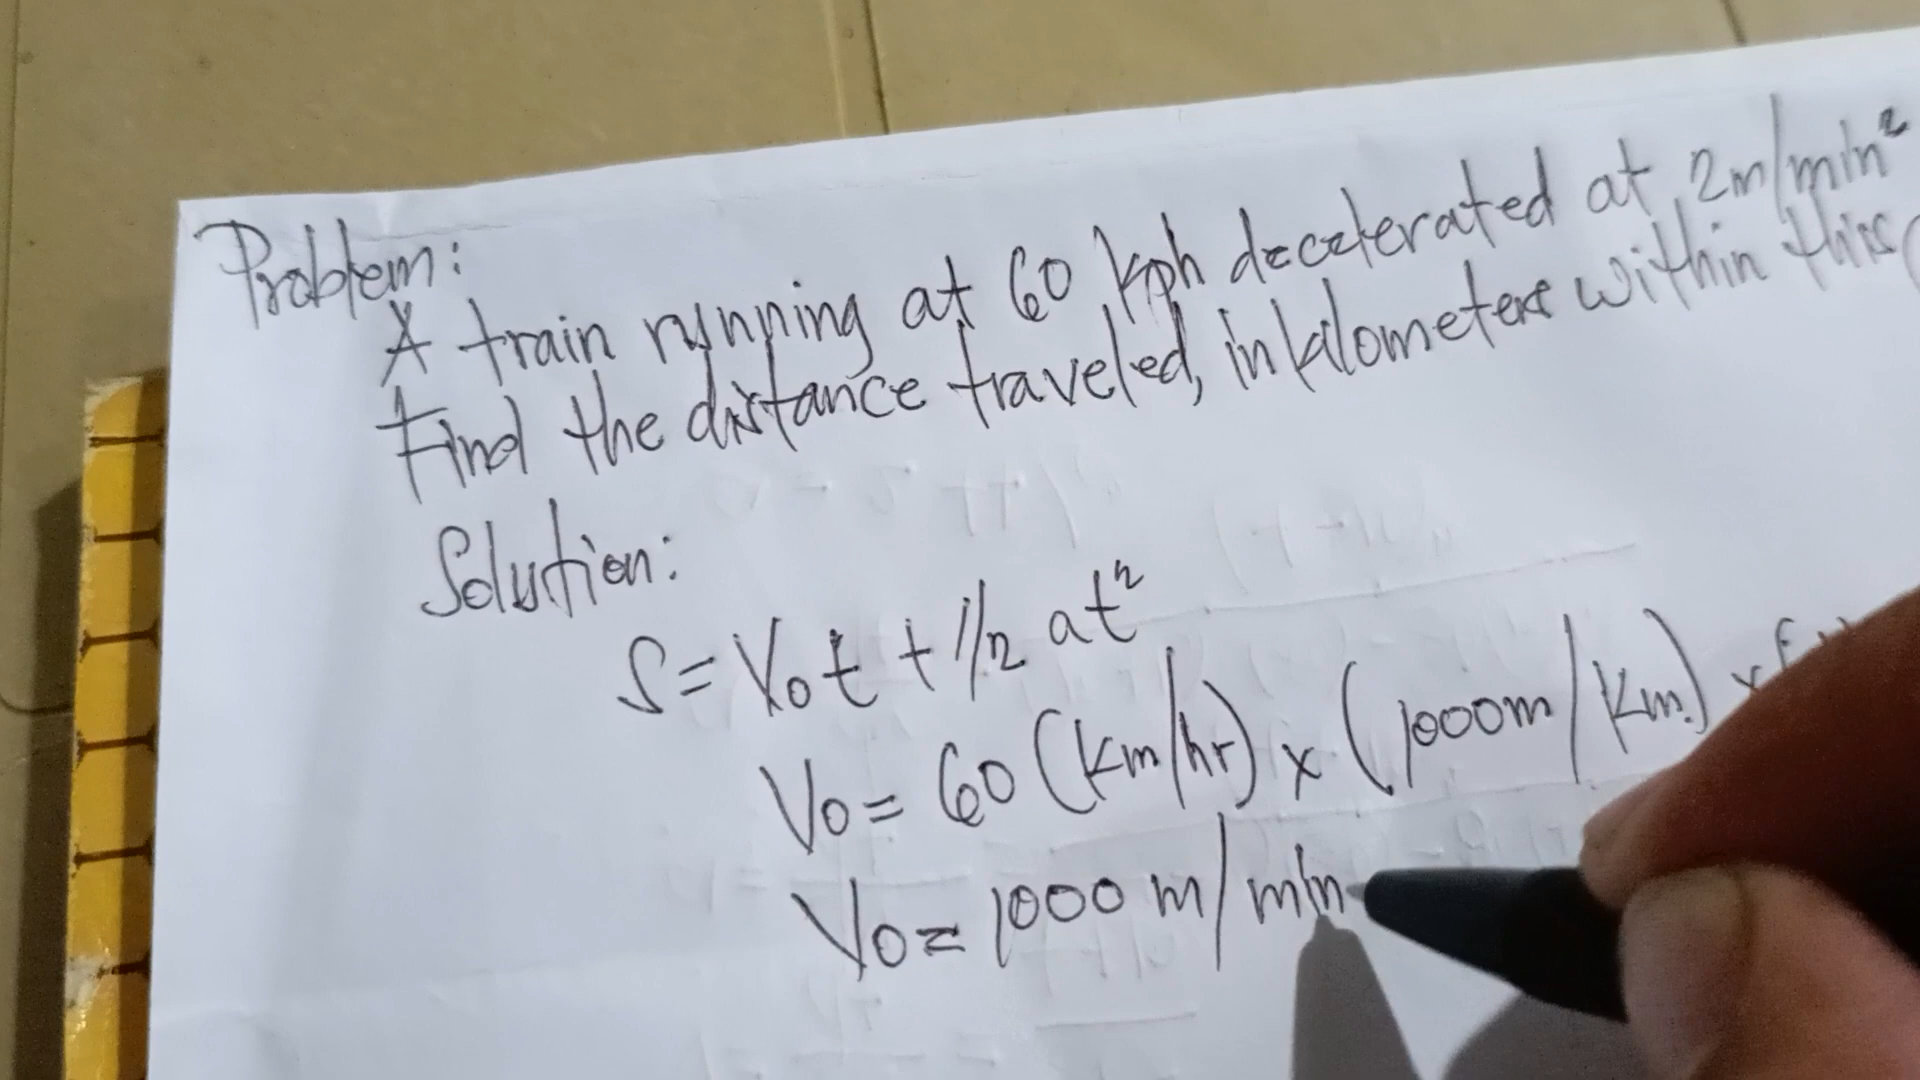 Problem:
A train running at 60 kph decelerated at 2m/min²
Find the distance traveled, in kilometers within this
Solution:
S = Vot + 1/2 at²
Vo = 60 (km/hr) x (1000m/km) x
Vo = 1000 m/min